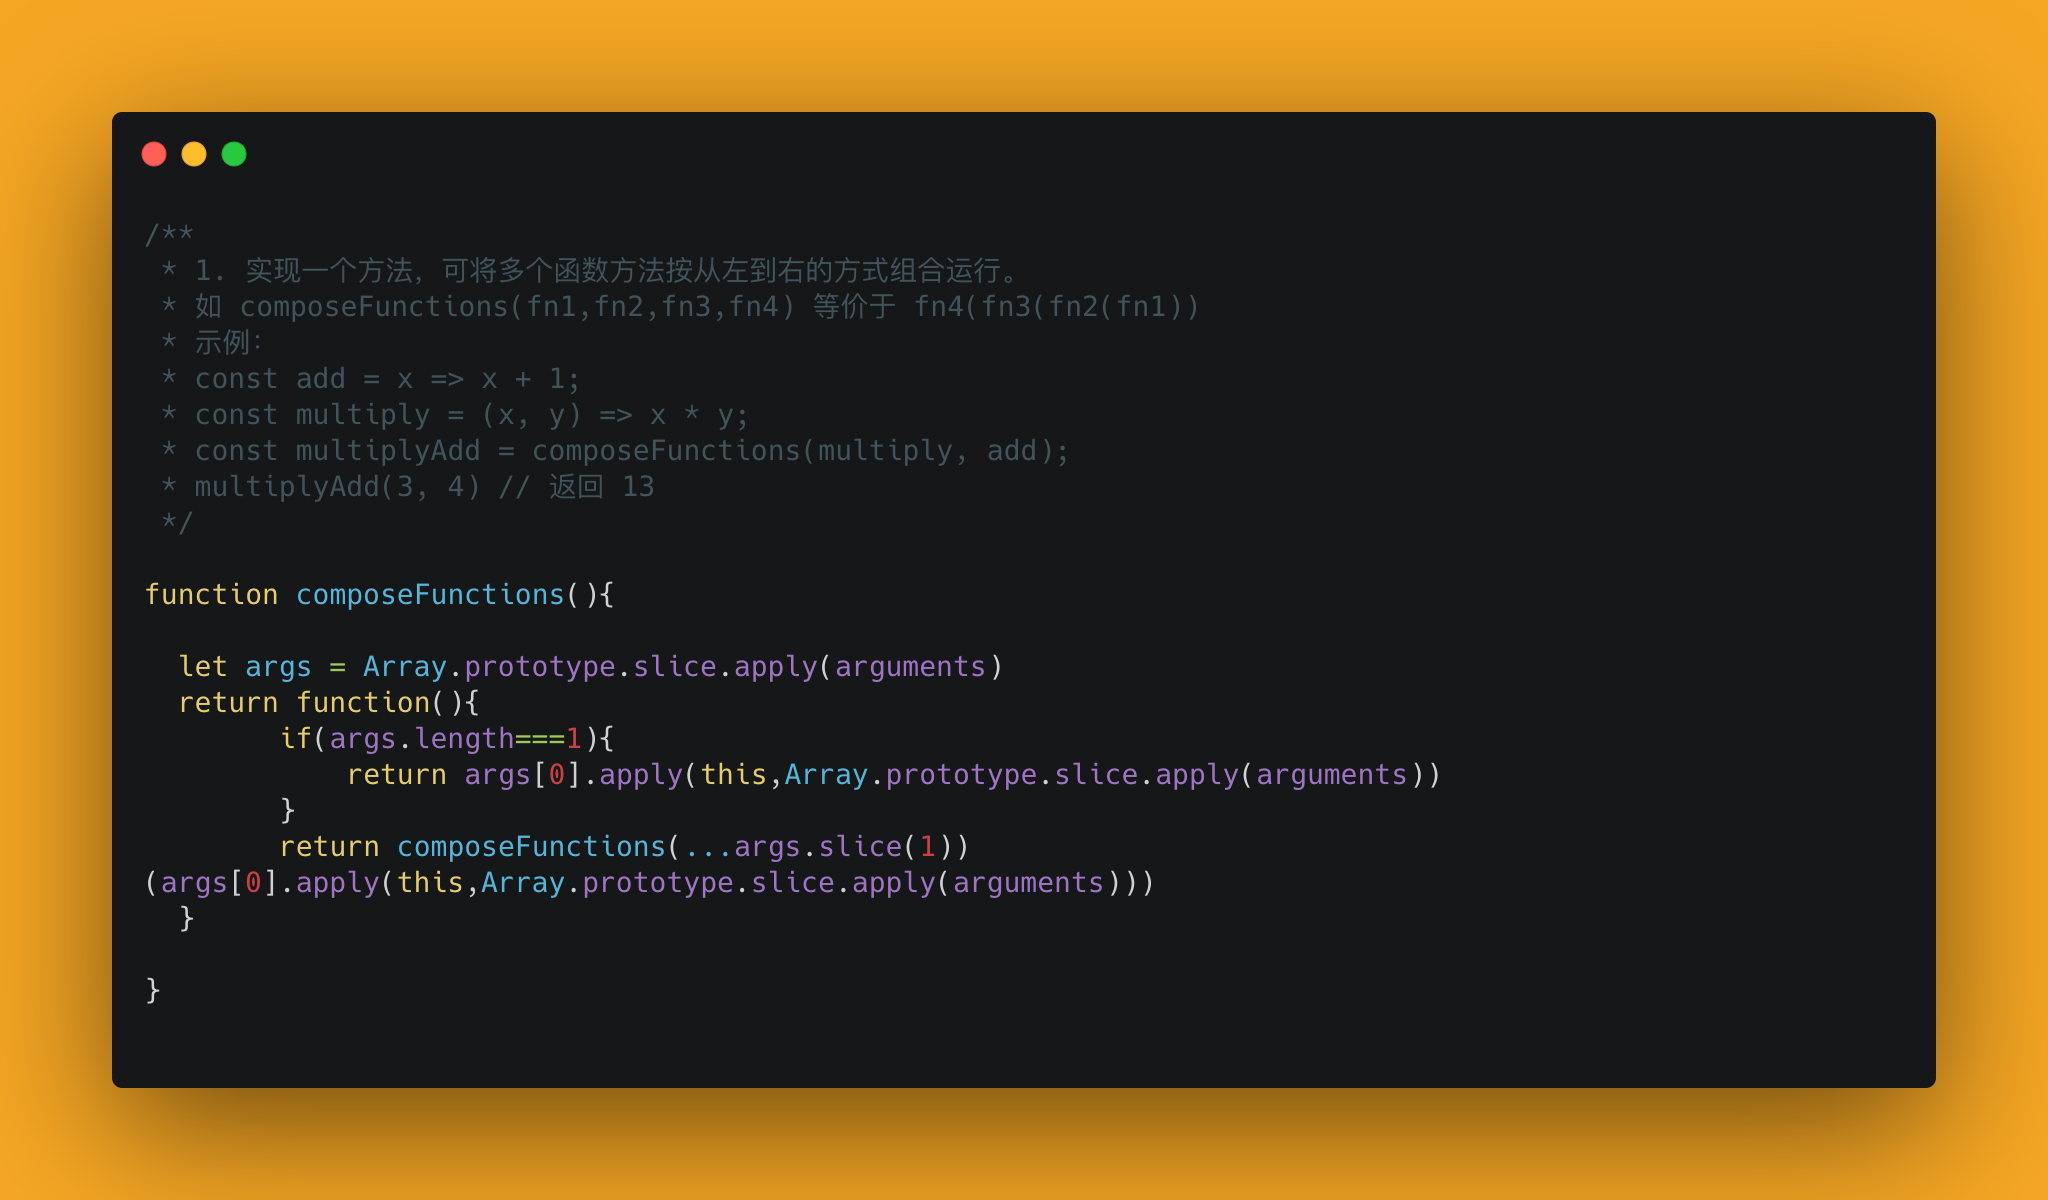 /**
 * 1. 实现一个方法，可将多个函数方法按从左到右的方式组合运行。
 * 如 composeFunctions(fn1,fn2,fn3,fn4) 等价于 fn4(fn3(fn2(fn1))
 * 示例：
 * const add = x => x + 1;
 * const multiply = (x, y) => x * y;
 * const multiplyAdd = composeFunctions(multiply, add);
 * multiplyAdd(3, 4) // 返回 13
 */
function composeFunctions(){
  let args = Array.prototype.slice.apply(arguments)
  return function(){
        if(args.length===1){
            return args[0].apply(this,Array.prototype.slice.apply(arguments))
        }
        return composeFunctions(...args.slice(1))
(args[0].apply(this,Array.prototype.slice.apply(arguments)))
  }
}